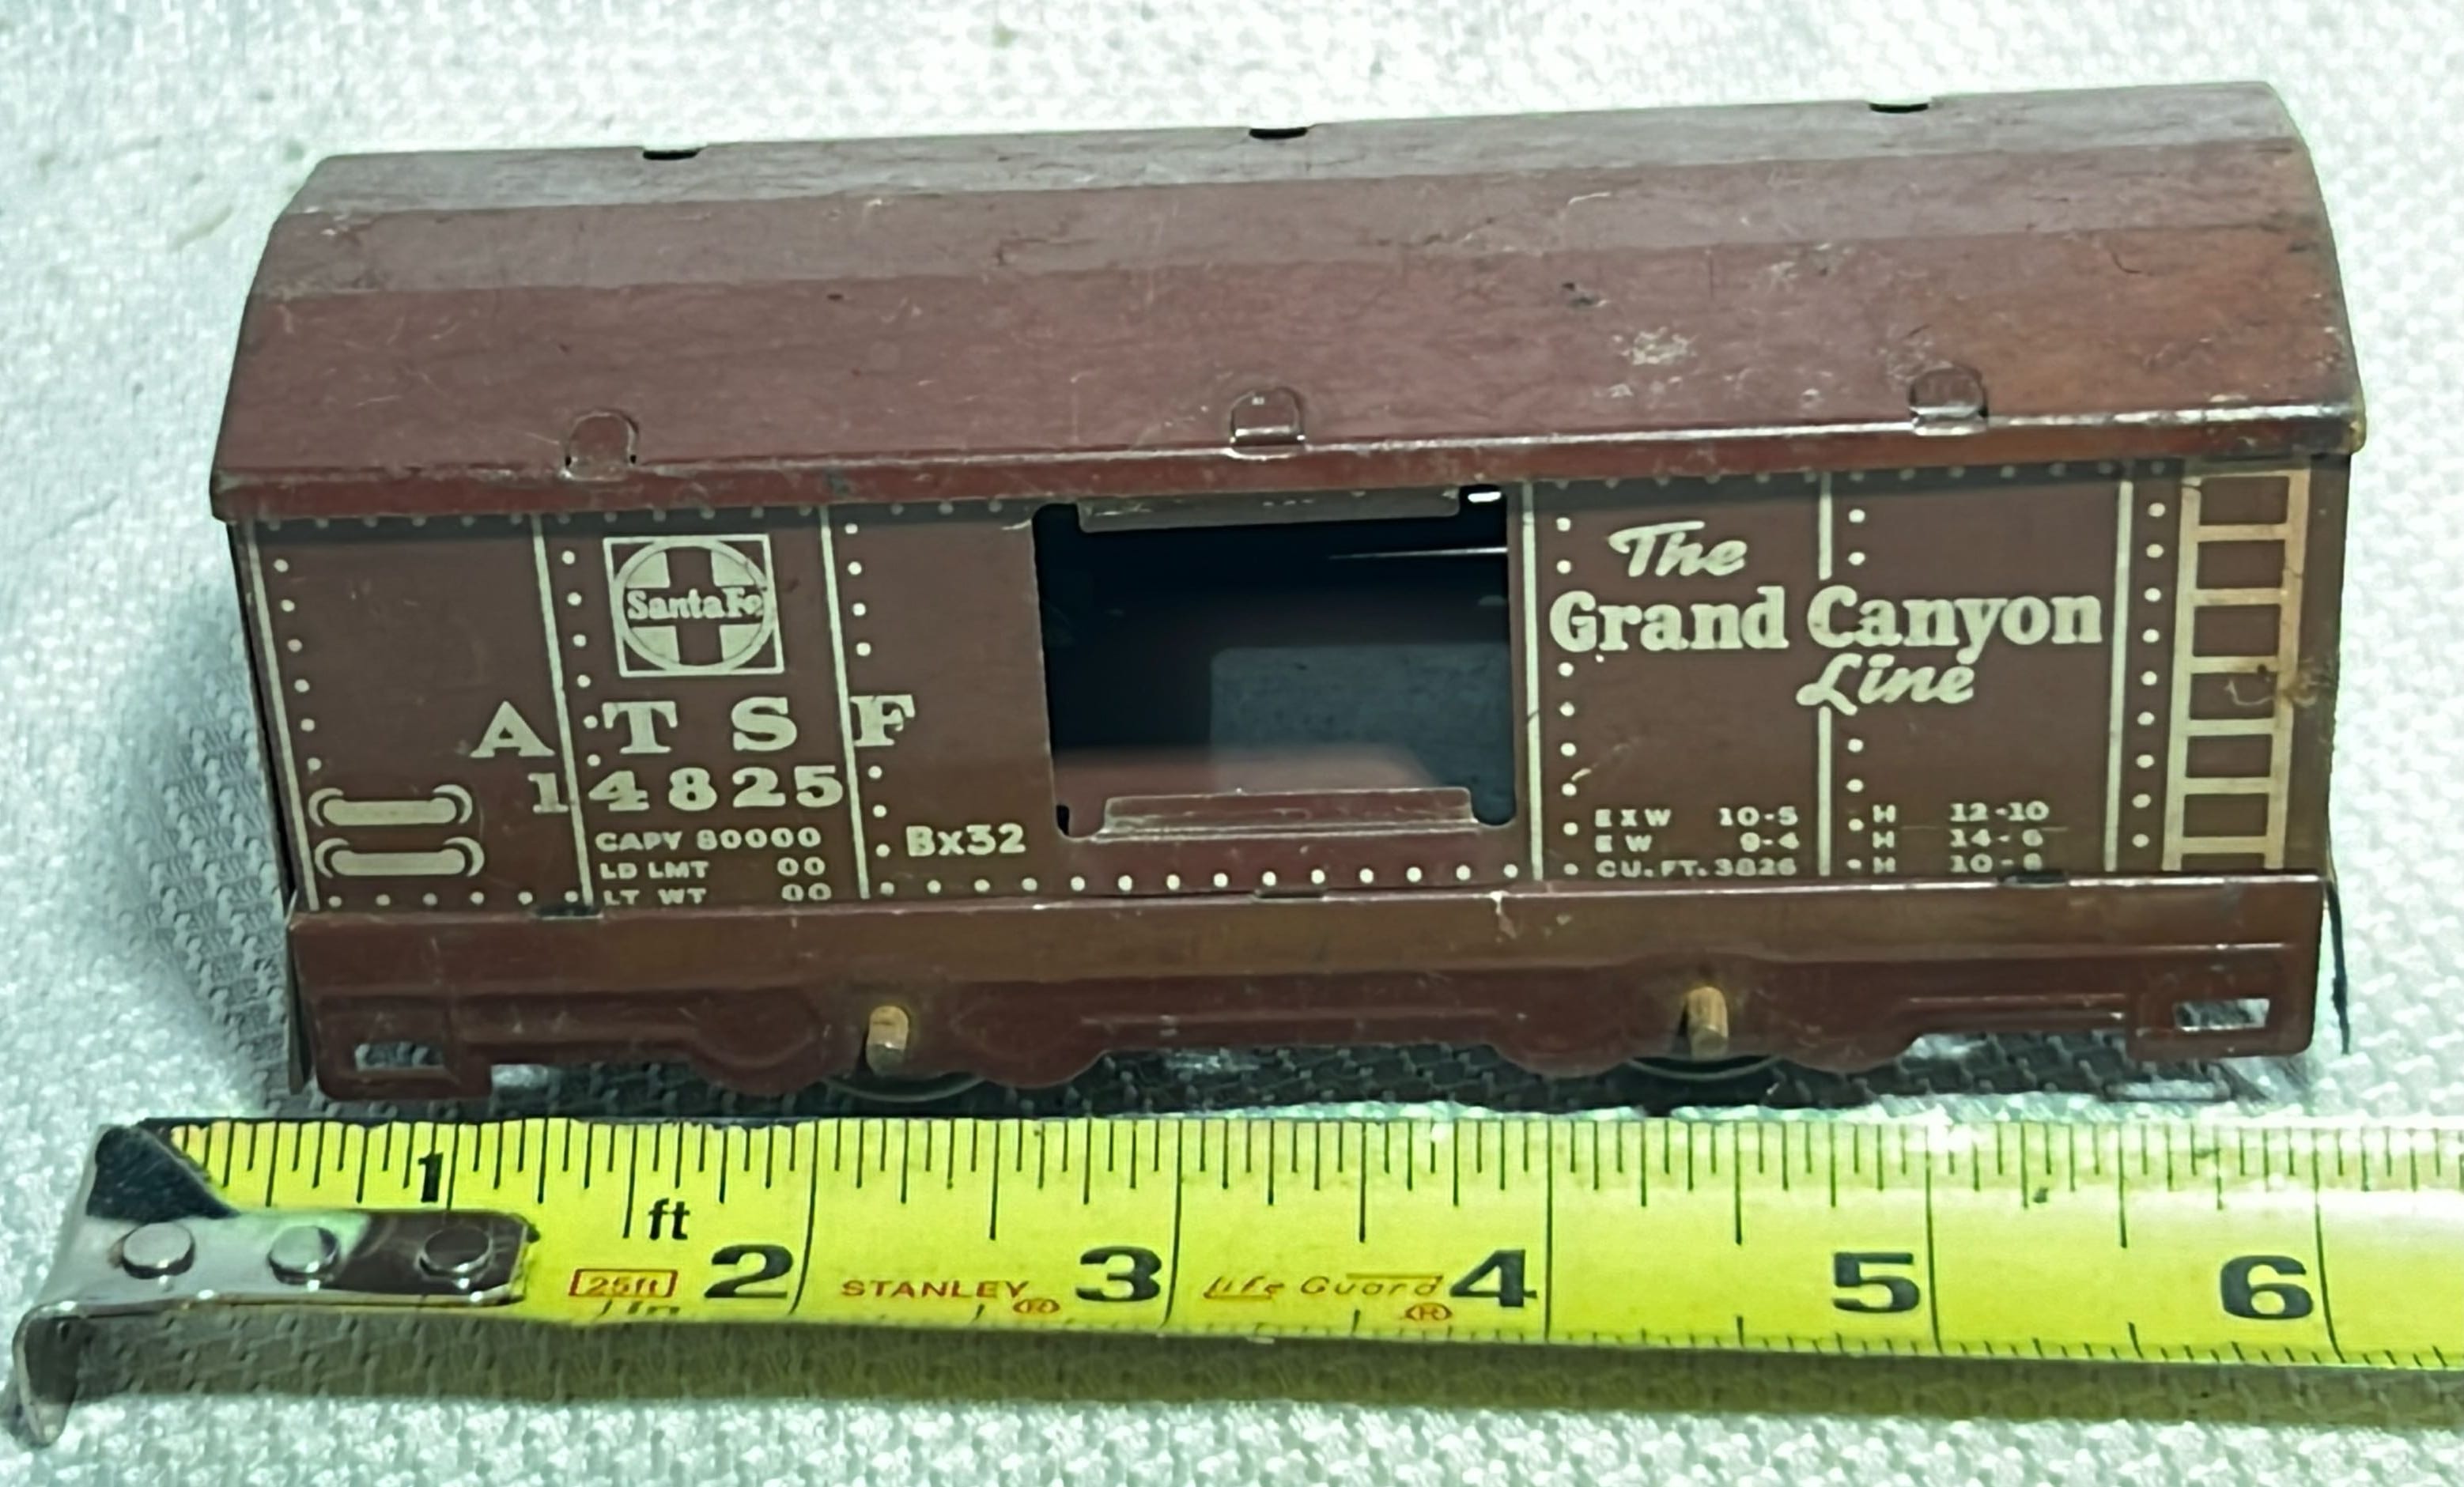 Santa Fe
A T S F
14825
CAPY 80000
LD LMT 00
LT WT 00
Bx32
The
Grand Canyon
Line
EXW 10-5 H 12-10
EW 9-4 H 14-6
CU. FT. 3826 H 10-8
1
ft
2 3 4 5 6
25ft STANLEY ® Life Guard ®
in